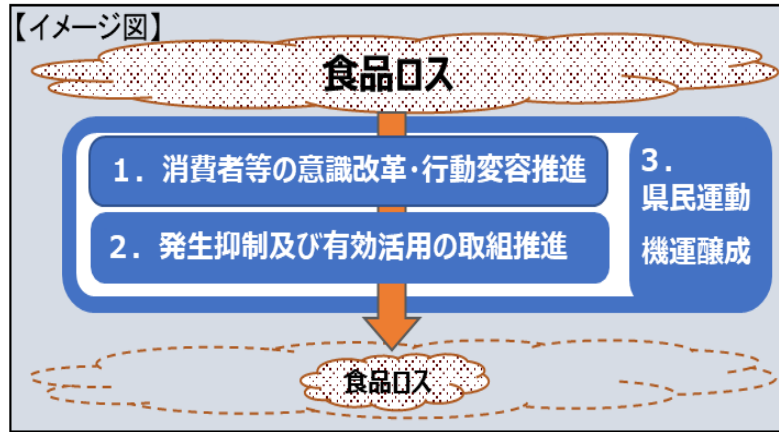 【イメージ図】
食品ロス
１．消費者等の意識改革・行動変容推進
２．発生抑制及び有効活用の取組推進
３．
県民運動
機運醸成
食品ロス